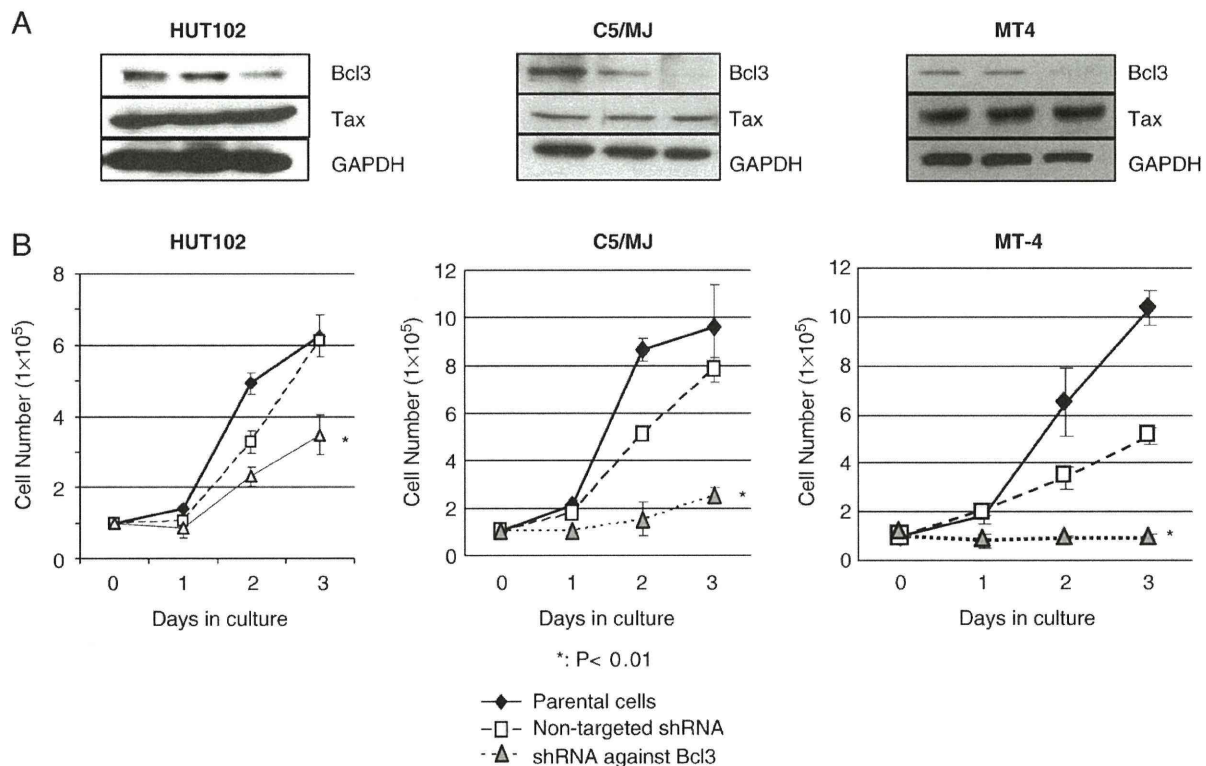 A
HUT102
C5/MJ
MT4
Bcl3
Tax
GAPDH
Bcl3
Tax
GAPDH
Bcl3
Tax
GAPDH
B
HUT102
C5/MJ
MT-4
Cell Number (1×10⁵)
8
6
4
2
0
0 1 2 3
Days in culture
*
Cell Number (1×10⁵)
12
10
8
6
4
2
0
0 1 2 3
Days in culture
*
Cell Number (1×10⁵)
12
10
8
6
4
2
0
0 1 2 3
Days in culture
*
*: P< 0.01
Parental cells
Non-targeted shRNA
shRNA against Bcl3